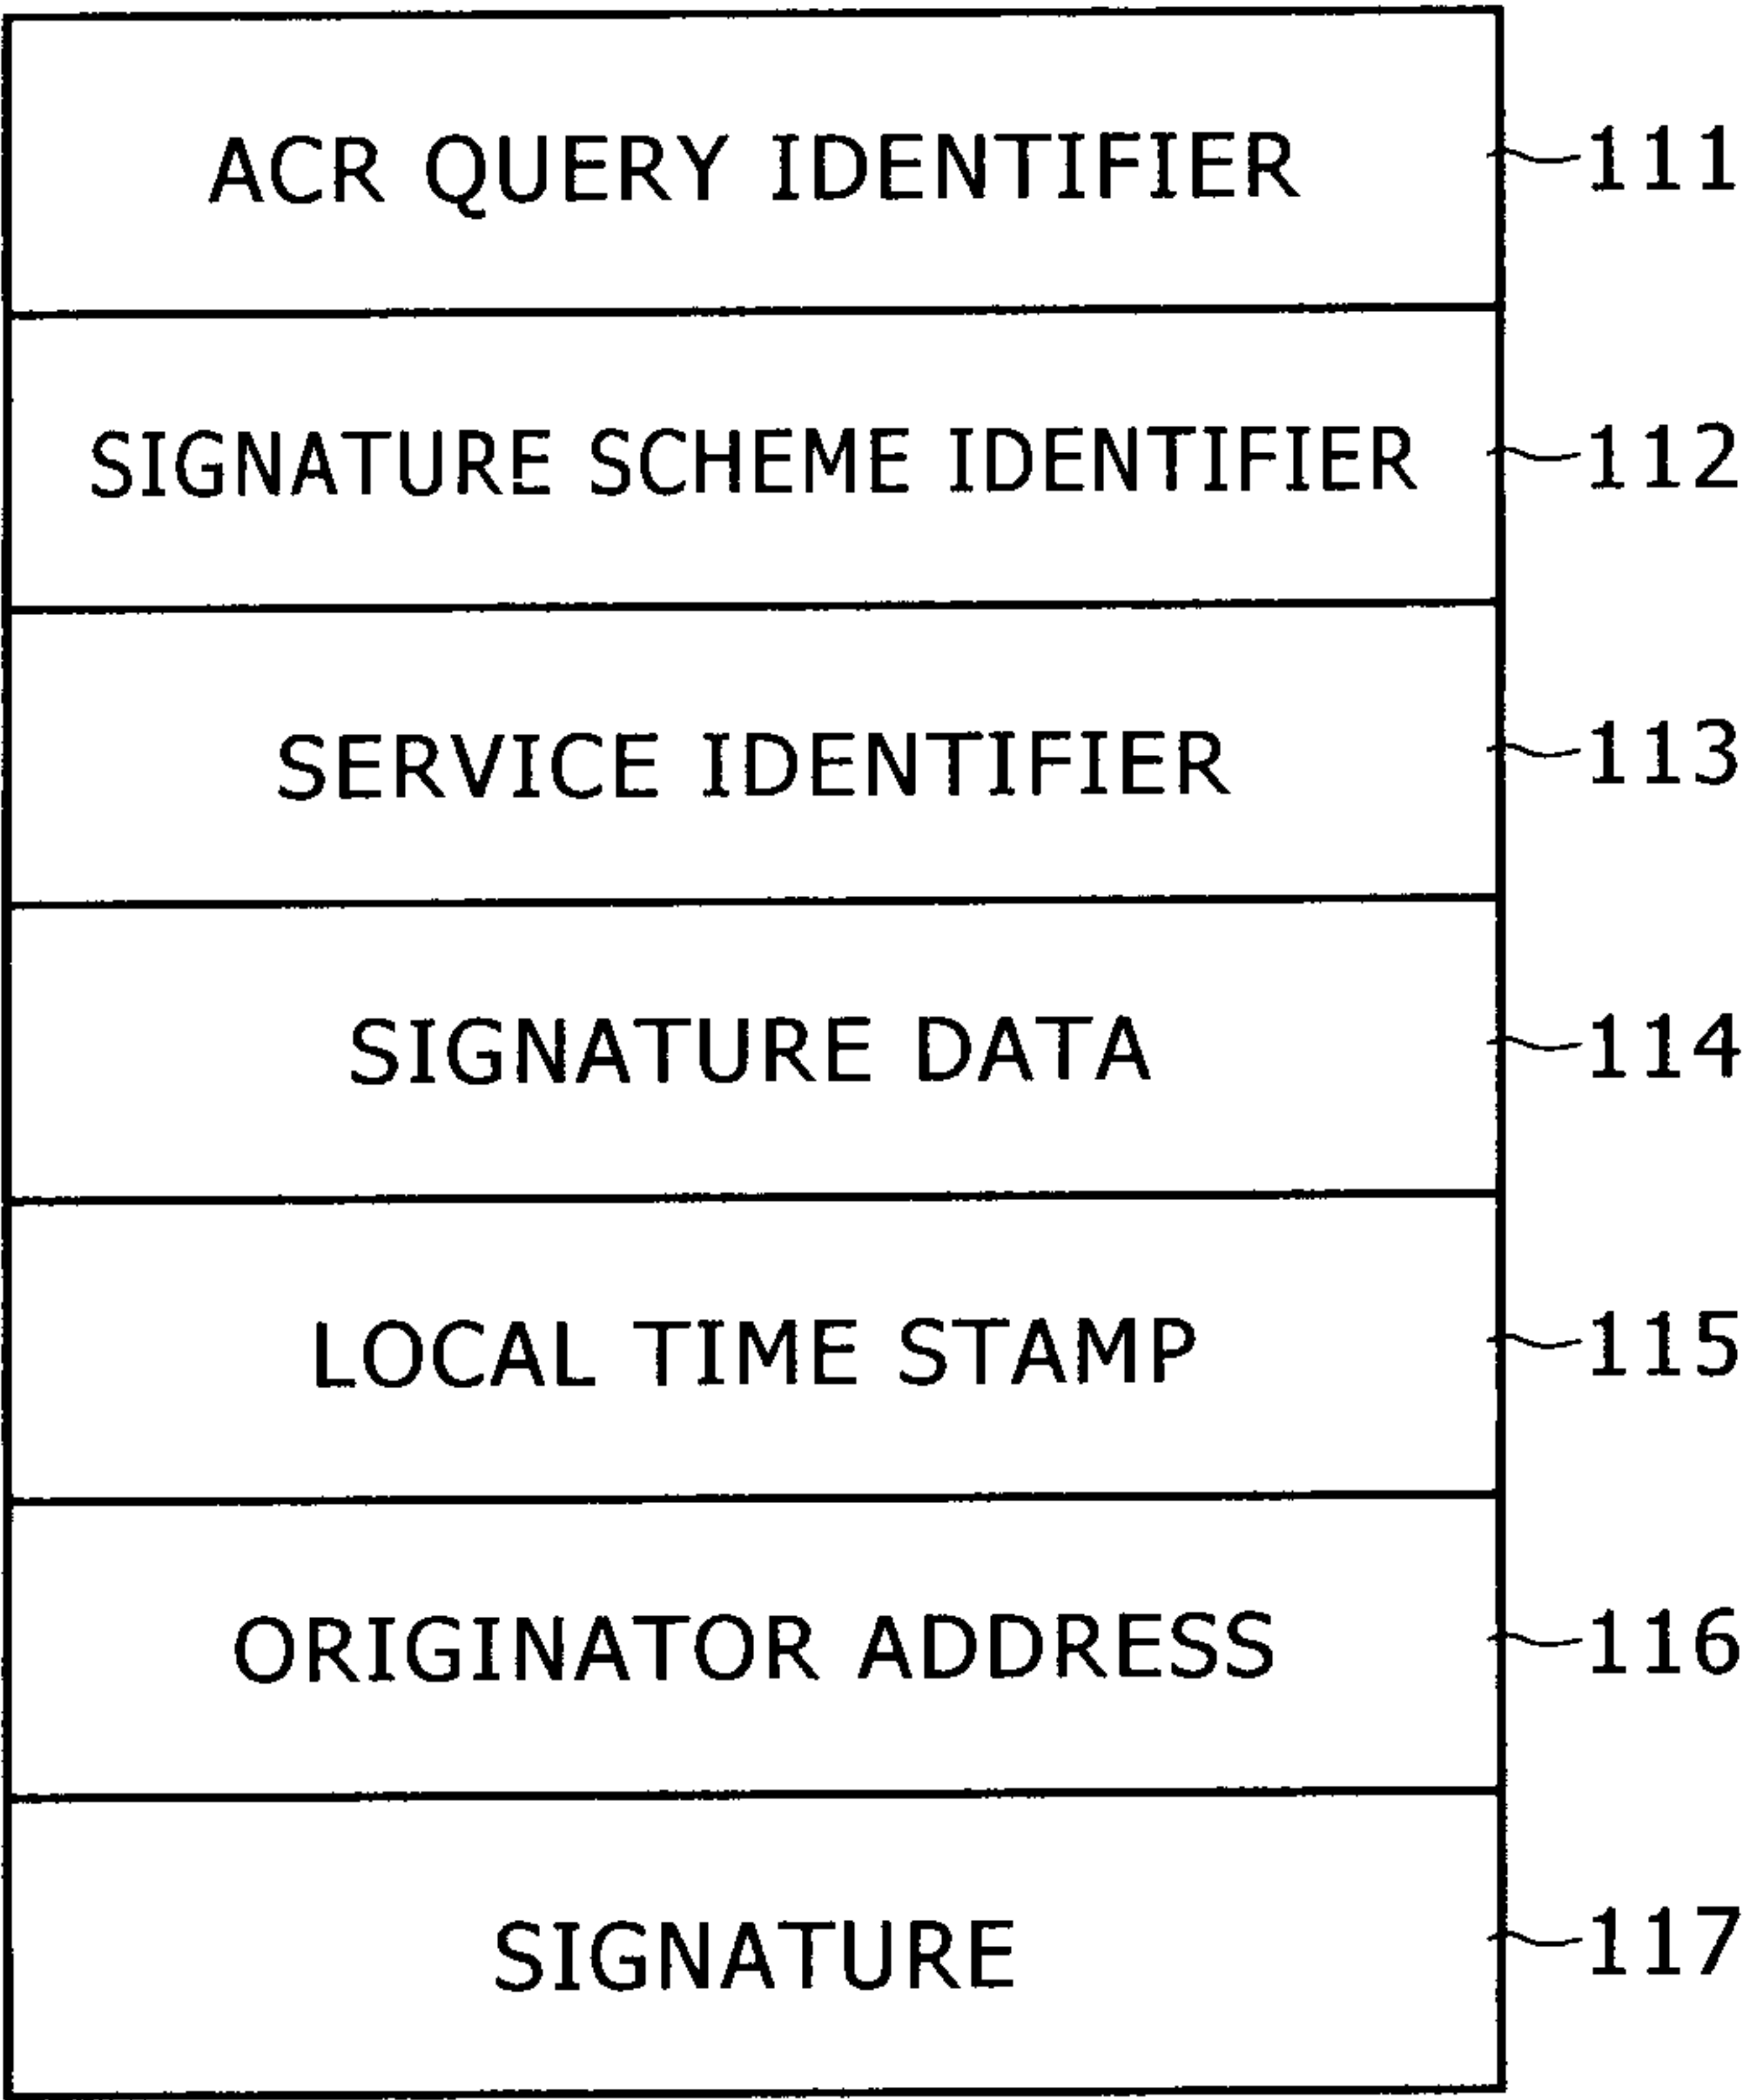 ACR QUERY IDENTIFIER 111
SIGNATURE SCHEME IDENTIFIER 112
SERVICE IDENTIFIER 113
SIGNATURE DATA 114
LOCAL TIME STAMP 115
ORIGINATOR ADDRESS 116
SIGNATURE 117